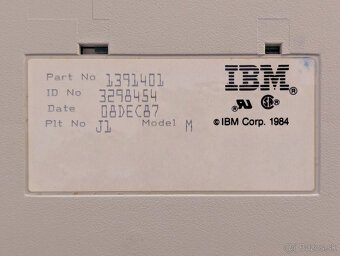 Part No 1391401
ID No 3298454
Date 08DEC87
Plt No J1 Model M
IBM®
® ®
© IBM Corp. 1984